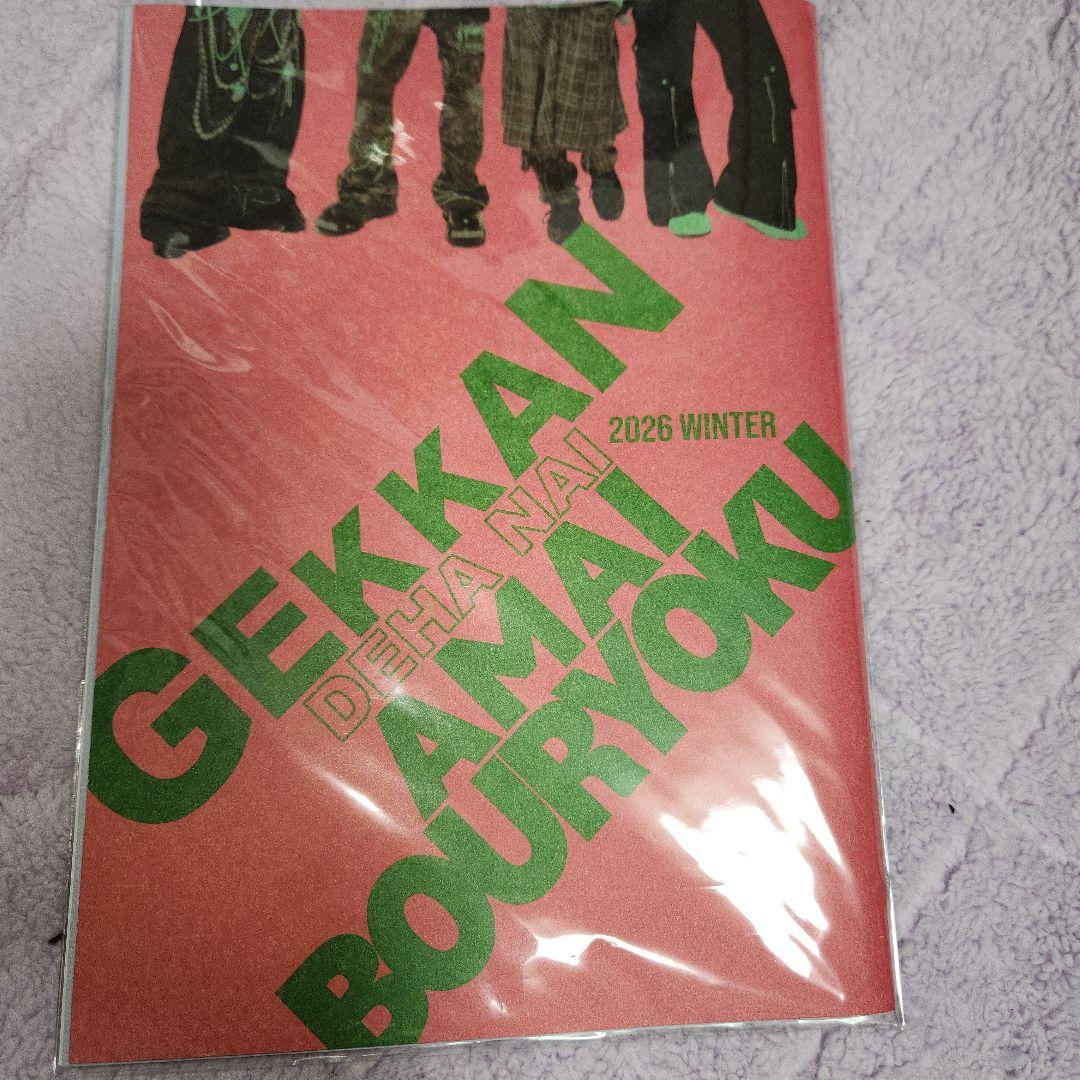 GEKKAN
DEHA NAI
2026 WINTER
AMAI
BOURYOKU